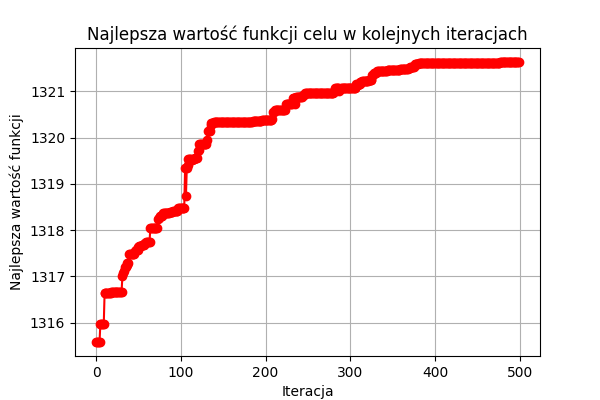 Najlepsza wartość funkcji celu w kolejnych iteracjach
Najlepsza wartość funkcji
1321
1320
1319
1318
1317
1316
0 100 200 300 400 500
Iteracja